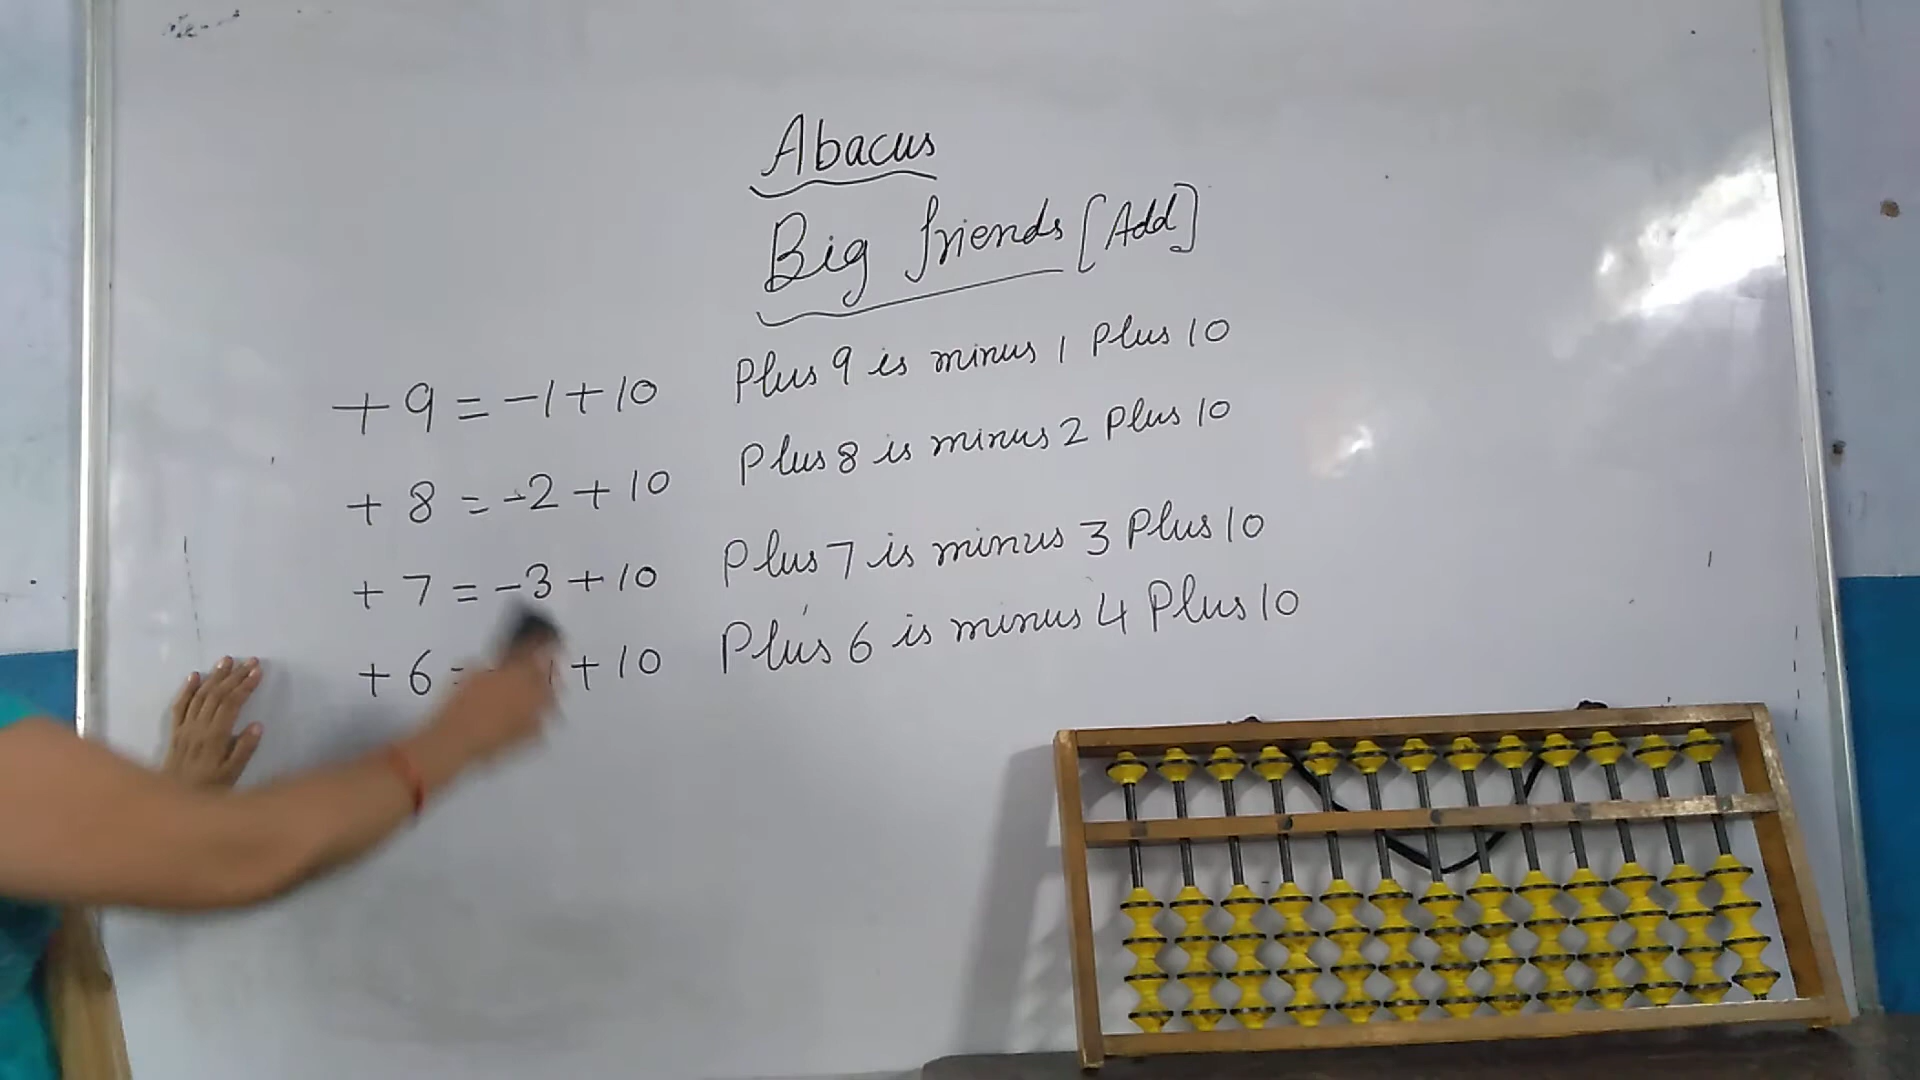 Abacus
Big friends [Add]
+ 9 = -1 + 10 Plus 9 is minus 1 Plus 10
+ 8 = -2 + 10 Plus 8 is minus 2 Plus 10
+ 7 = -3 + 10 Plus 7 is minus 3 Plus 10
+ 6 = + 10 Plus 6 is minus 4 Plus 10